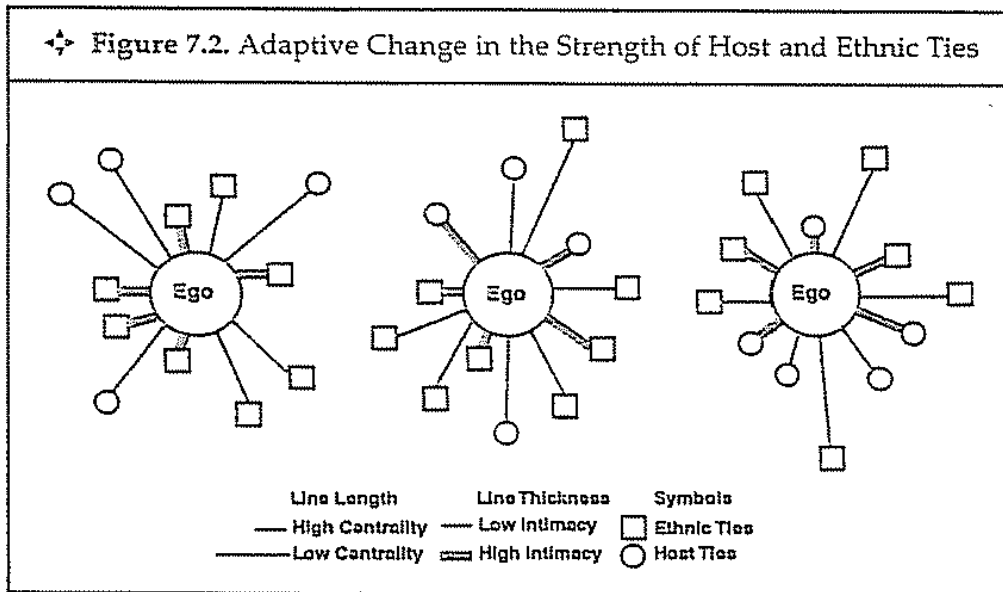 Figure 7.2. Adaptive Change in the Strength of Host and Ethnic Ties
Ego Ego Ego
Line Length Line Thickness Symbols
High Centrality Low Intimacy Ethnic Ties
Low Centrality High Intimacy Host Ties